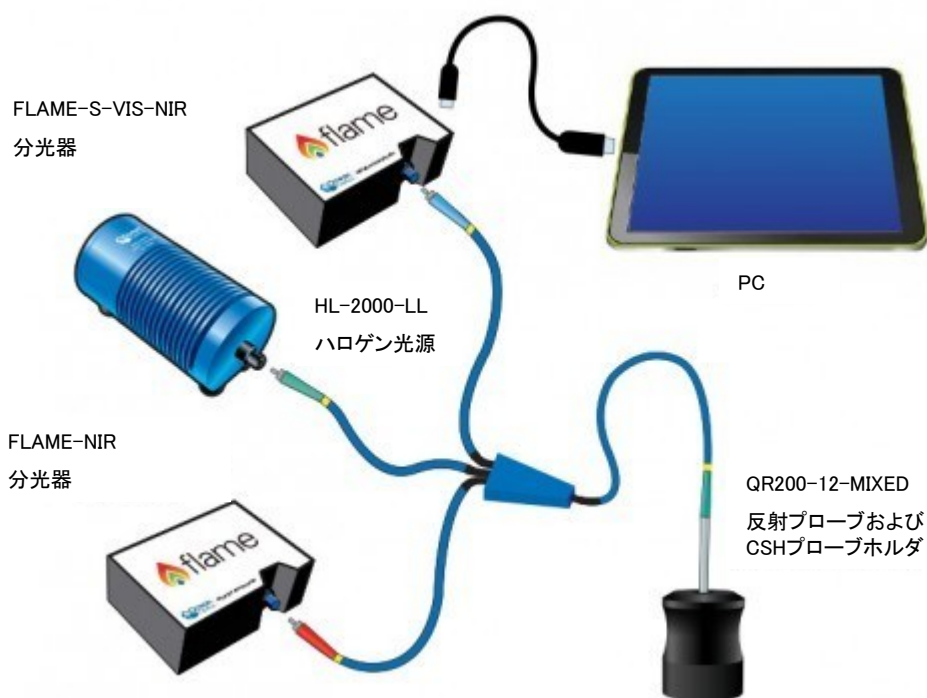 FLAME-S-VIS-NIR
分光器
flame
PC
HL-2000-LL
ハロゲン光源
FLAME-NIR
分光器
flame
QR200-12-MIXED
反射プローブおよび
CSHプローブホルダ